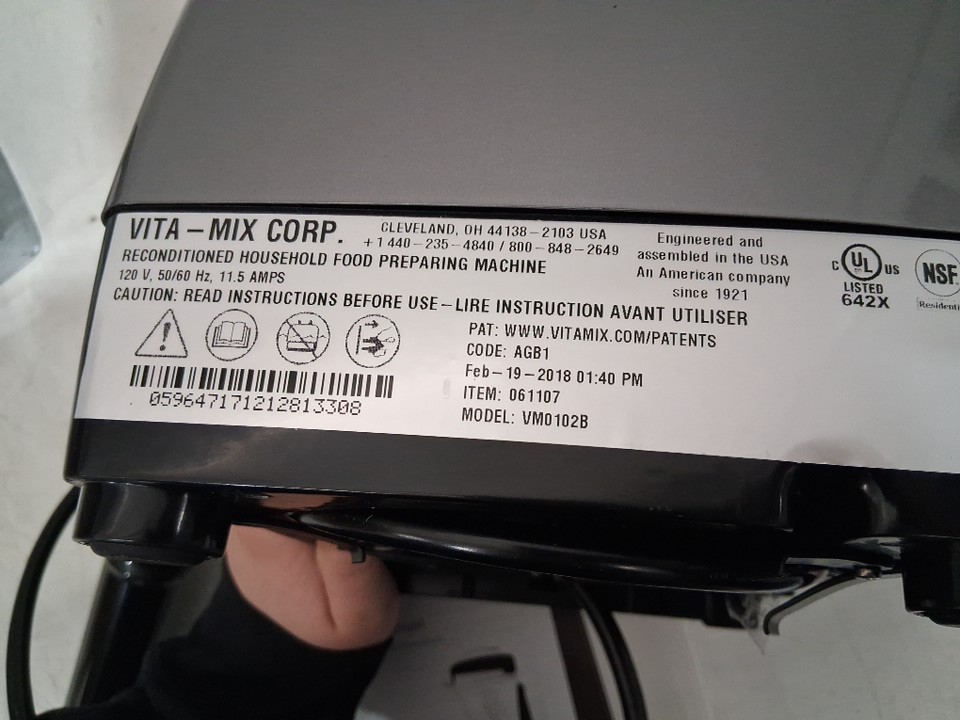 VITA – MIX CORP.
CLEVELAND, OH 44138 – 2103 USA
+ 1 440 – 235 – 4840 / 800 – 848 – 2649
RECONDITIONED HOUSEHOLD FOOD PREPARING MACHINE
120 V, 50/60 Hz, 11.5 AMPS
CAUTION: READ INSTRUCTIONS BEFORE USE – LIRE INSTRUCTION AVANT UTILISER
Engineered and
assembled in the USA
An American company
since 1921
C UL US
LISTED
642X
NSF
PAT: WWW.VITAMIX.COM/PATENTS
CODE: AGB1
Feb – 19 – 2018 01:40 PM
ITEM: 061107
MODEL: VM0102B
059647171212813308